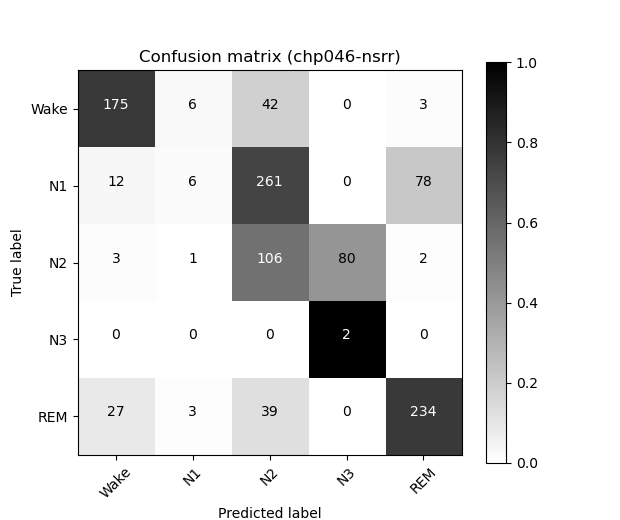 Confusion matrix (chp046-nsrr)
Wake 175 6 42 0 3
N1 12 6 261 0 78
N2 3 1 106 80 2
N3 0 0 0 2 0
REM 27 3 39 0 234
Wake N1 N2 N3 REM
True label
Predicted label
1.0
0.8
0.6
0.4
0.2
0.0